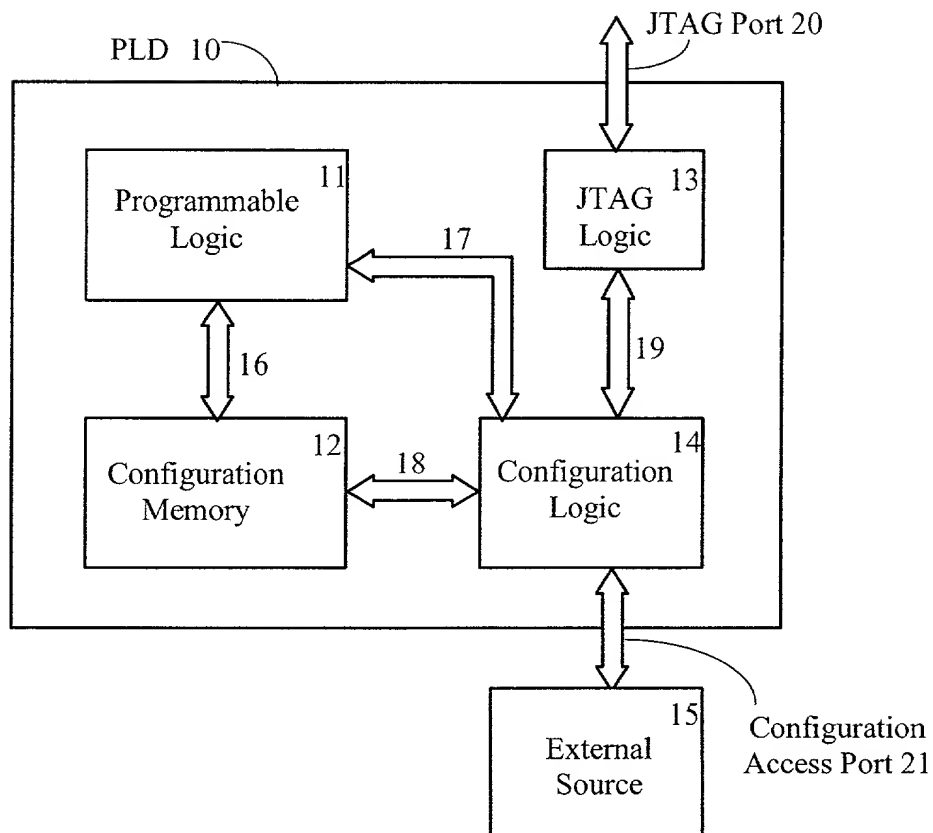 JTAG Port 20
PLD 10
11
Programmable
Logic
13
JTAG
Logic
17
16
19
12
Configuration
Memory
18
14
Configuration
Logic
15
External
Source
Configuration
Access Port 21